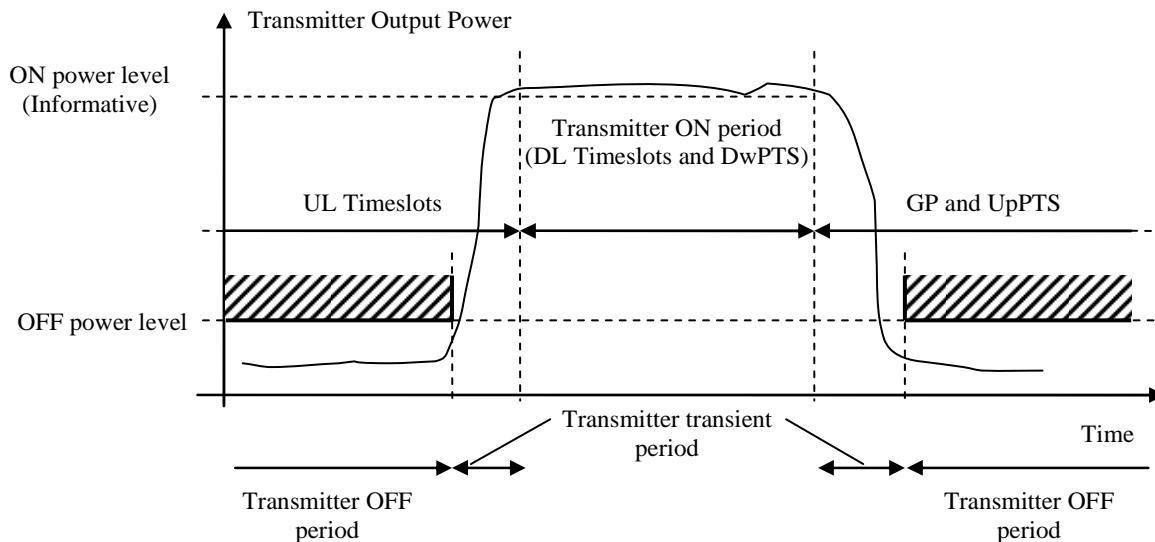 Transmitter Output Power
ON power level
(Informative)
Transmitter ON period
(DL Timeslots and DwPTS)
UL Timeslots
GP and UpPTS
OFF power level
Transmitter transient
period
Time
Transmitter OFF
period
Transmitter OFF
period